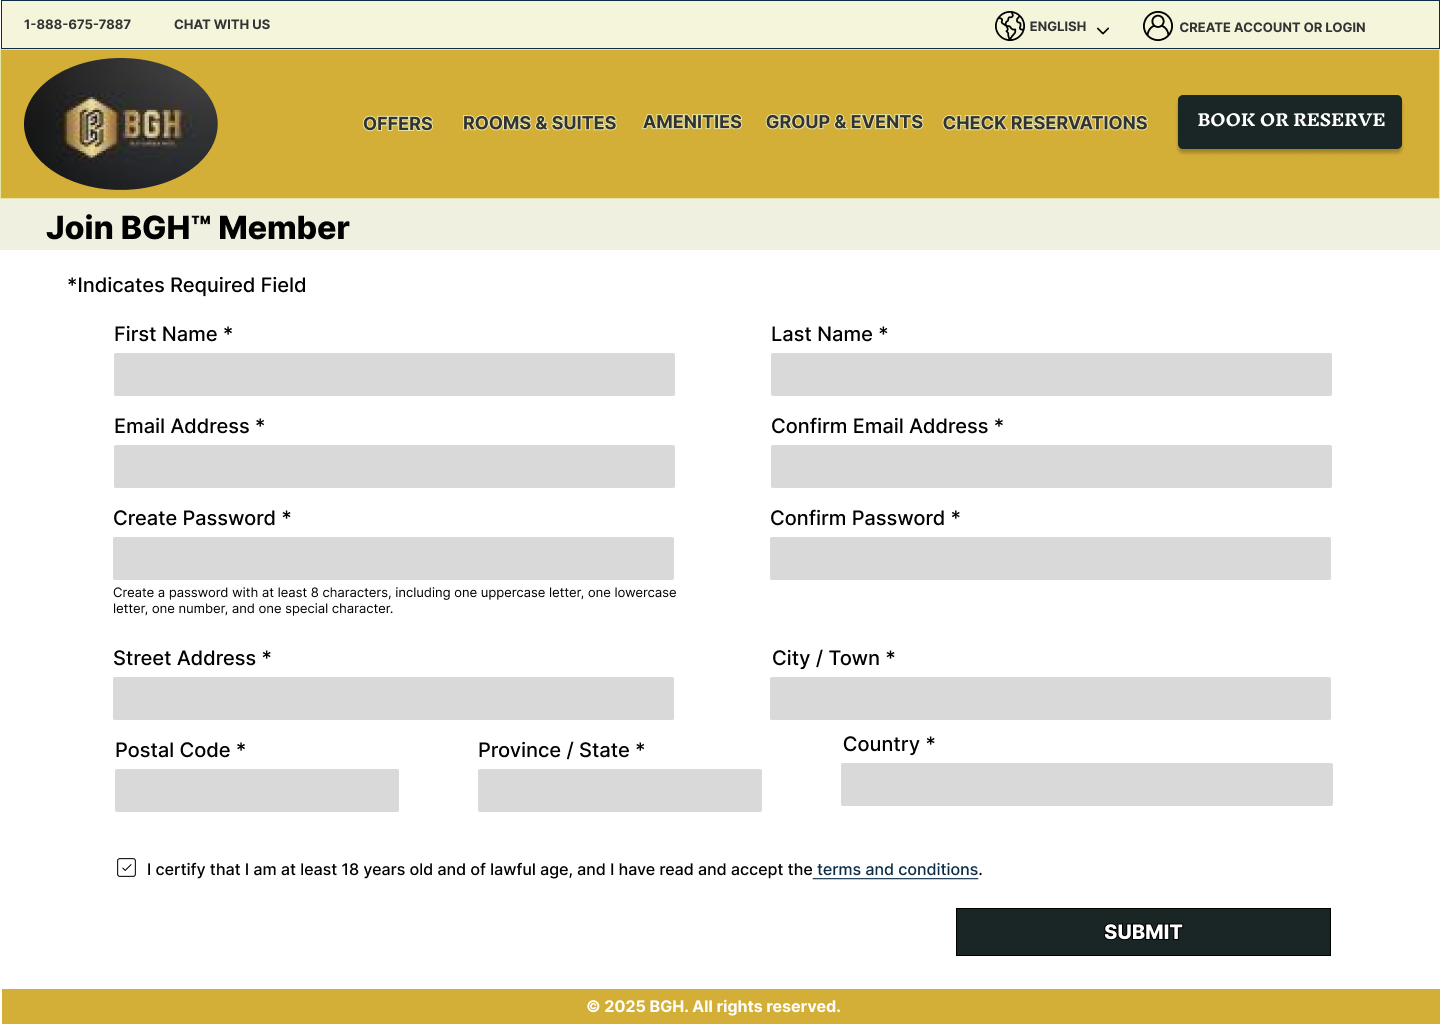 1-888-675-7887 CHAT WITH US ENGLISH CREATE ACCOUNT OR LOGIN
BGH
OFFERS ROOMS & SUITES AMENITIES GROUP & EVENTS CHECK RESERVATIONS BOOK OR RESERVE
Join BGH™ Member
*Indicates Required Field
First Name * Last Name *
Email Address * Confirm Email Address *
Create Password * Confirm Password *
Create a password with at least 8 characters, including one uppercase letter, one lowercase
letter, one number, and one special character.
Street Address * City / Town *
Postal Code * Province / State * Country *
I certify that I am at least 18 years old and of lawful age, and I have read and accept the terms and conditions.
SUBMIT
© 2025 BGH. All rights reserved.